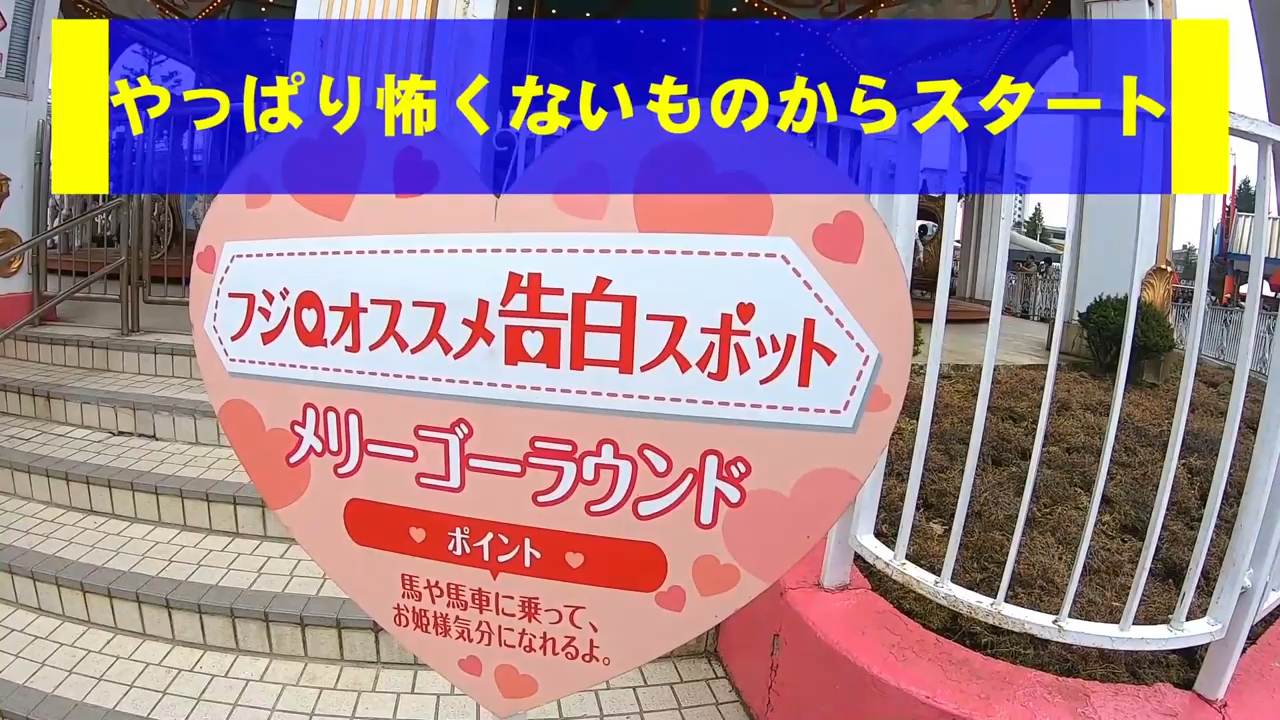 やっぱり怖くないものからスタート
フジQオススメ告白スポット
メリーゴーラウンド
ポイント
馬や馬車に乗って、
お姫様気分になれるよ。